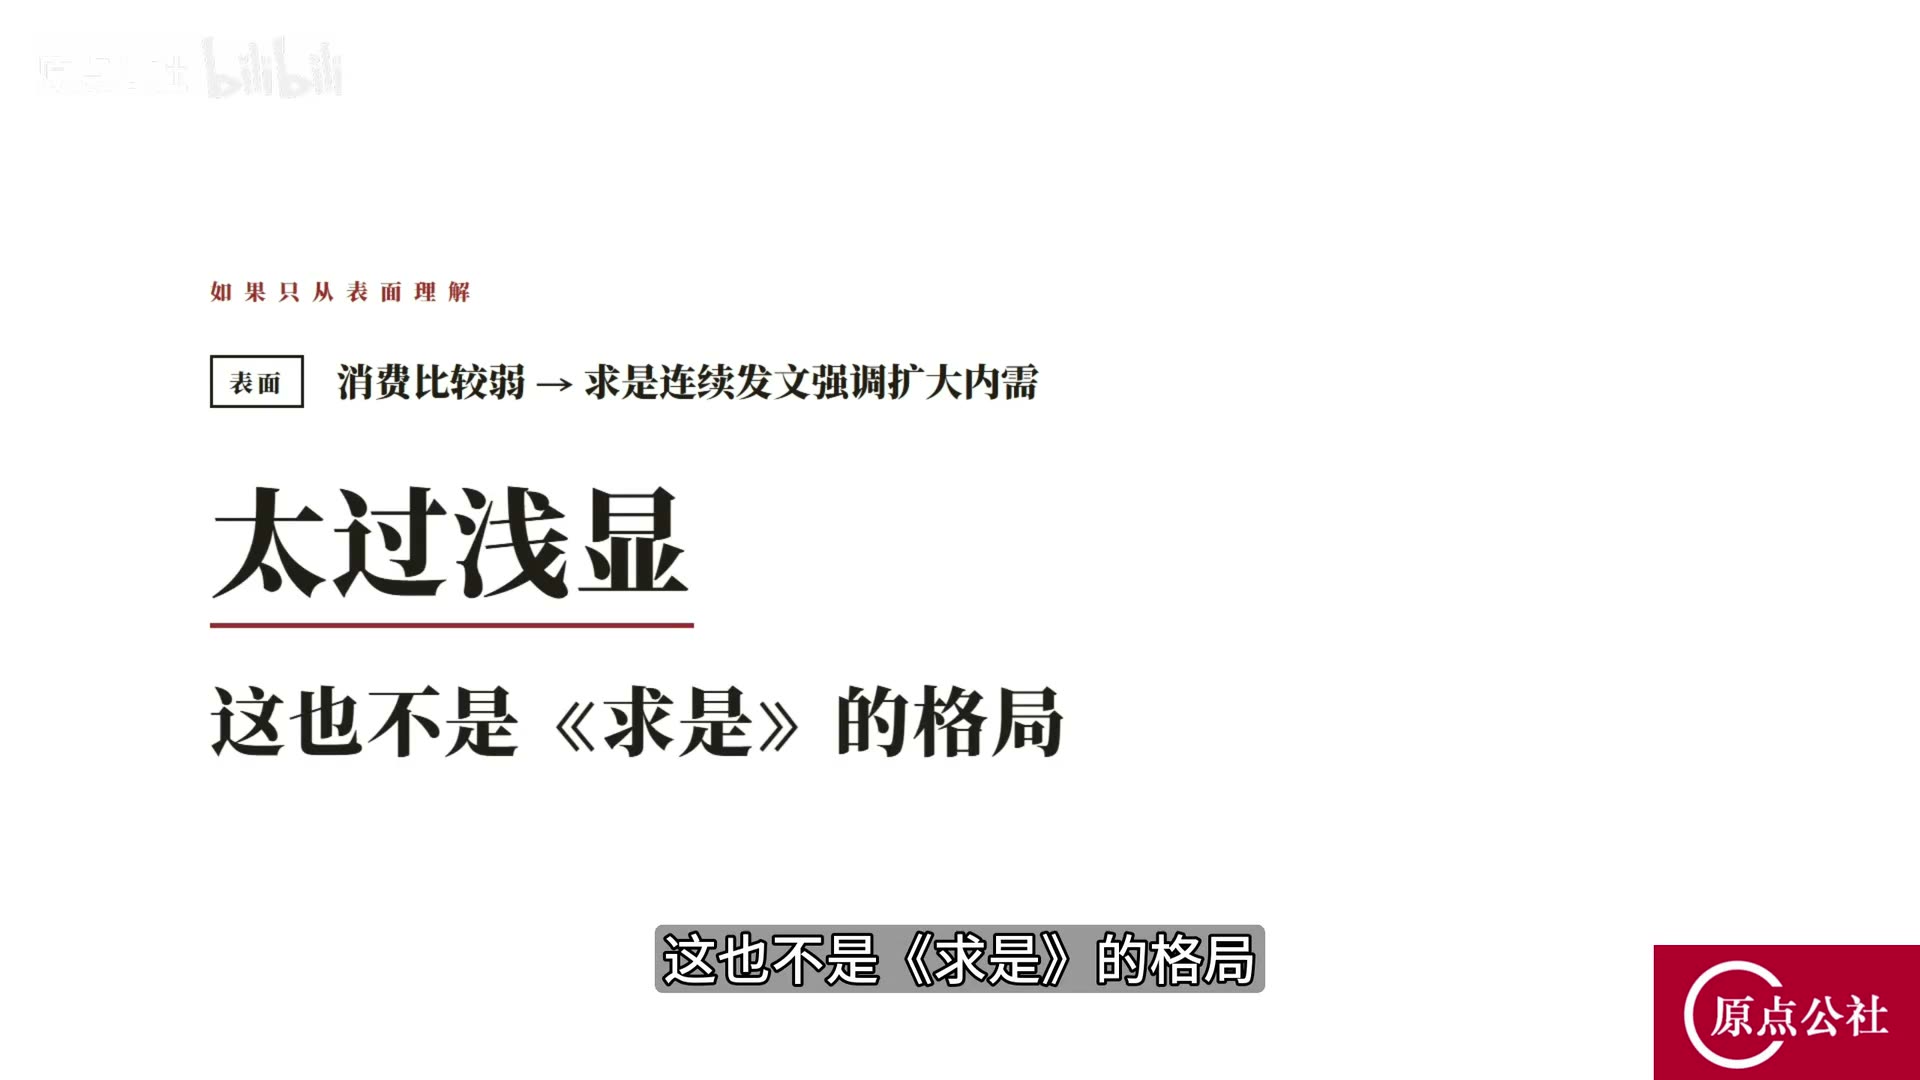 bilibili
如果只从表面理解
表面
消费比较弱 → 求是连续发文强调扩大内需
太过浅显
这也不是《求是》的格局
这也不是《求是》的格局
原点公社